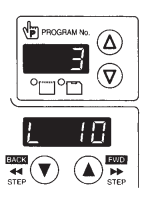 P PROGRAM No.
3
L 10
BACK FWD
STEP STEP